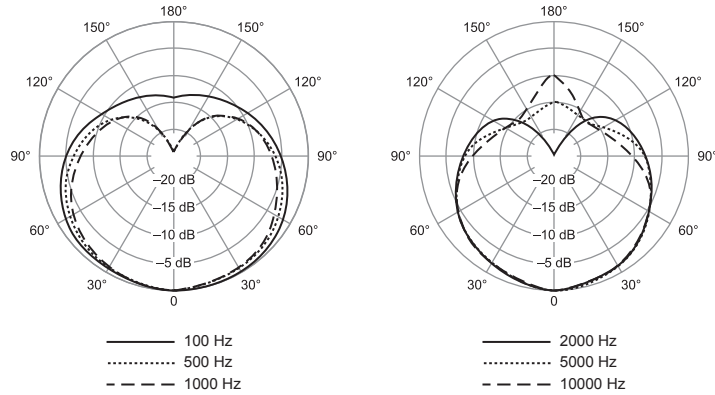 180°
150° 150°
120° 120°
90° 90°
–20 dB
–15 dB
–10 dB
–5 dB
60° 60°
30° 30°
0
100 Hz
500 Hz
1000 Hz
180°
150° 150°
120° 120°
90° 90°
–20 dB
–15 dB
–10 dB
–5 dB
60° 60°
30° 30°
0
2000 Hz
5000 Hz
10000 Hz